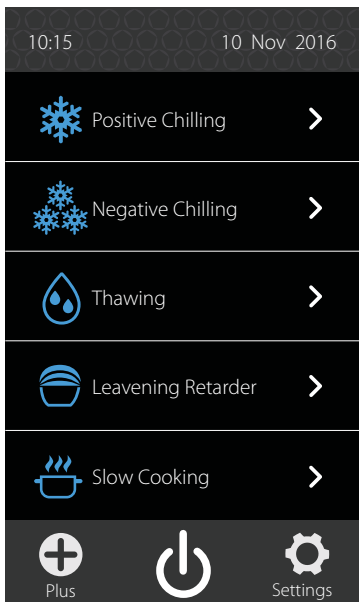 10:15 10 Nov 2016
Positive Chilling
Negative Chilling
Thawing
Leavening Retarder
Slow Cooking
Plus Settings